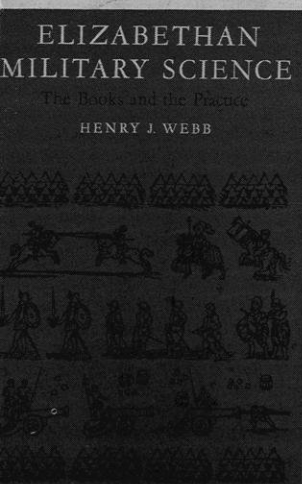 ELIZABETHAN
MILITARY SCIENCE
The Books and the Practice
HENRY J. WEBB